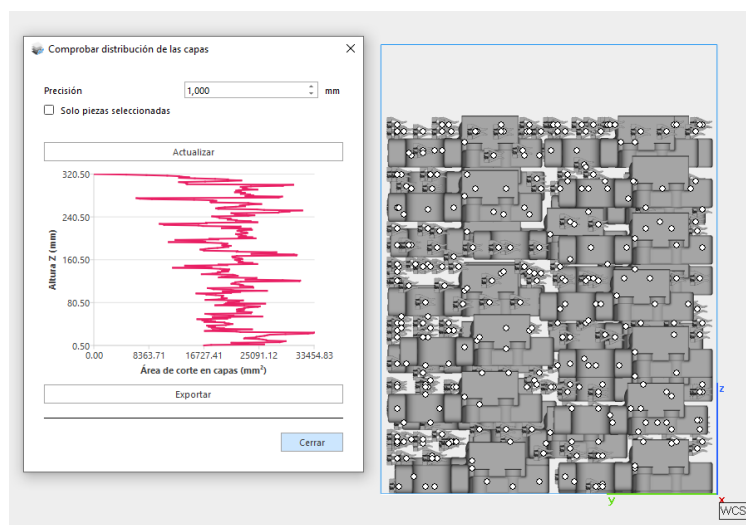 Comprobar distribución de las capas
Precisión
1,000
mm
Solo piezas seleccionadas
Actualizar
320.50
240.50
160.50
80.50
0.50
Altura Z (mm)
0.00
8363.71
16727.41
25091.12
33454.83
Área de corte en capas (mm²)
Exportar
Cerrar
z
y
x
WCS